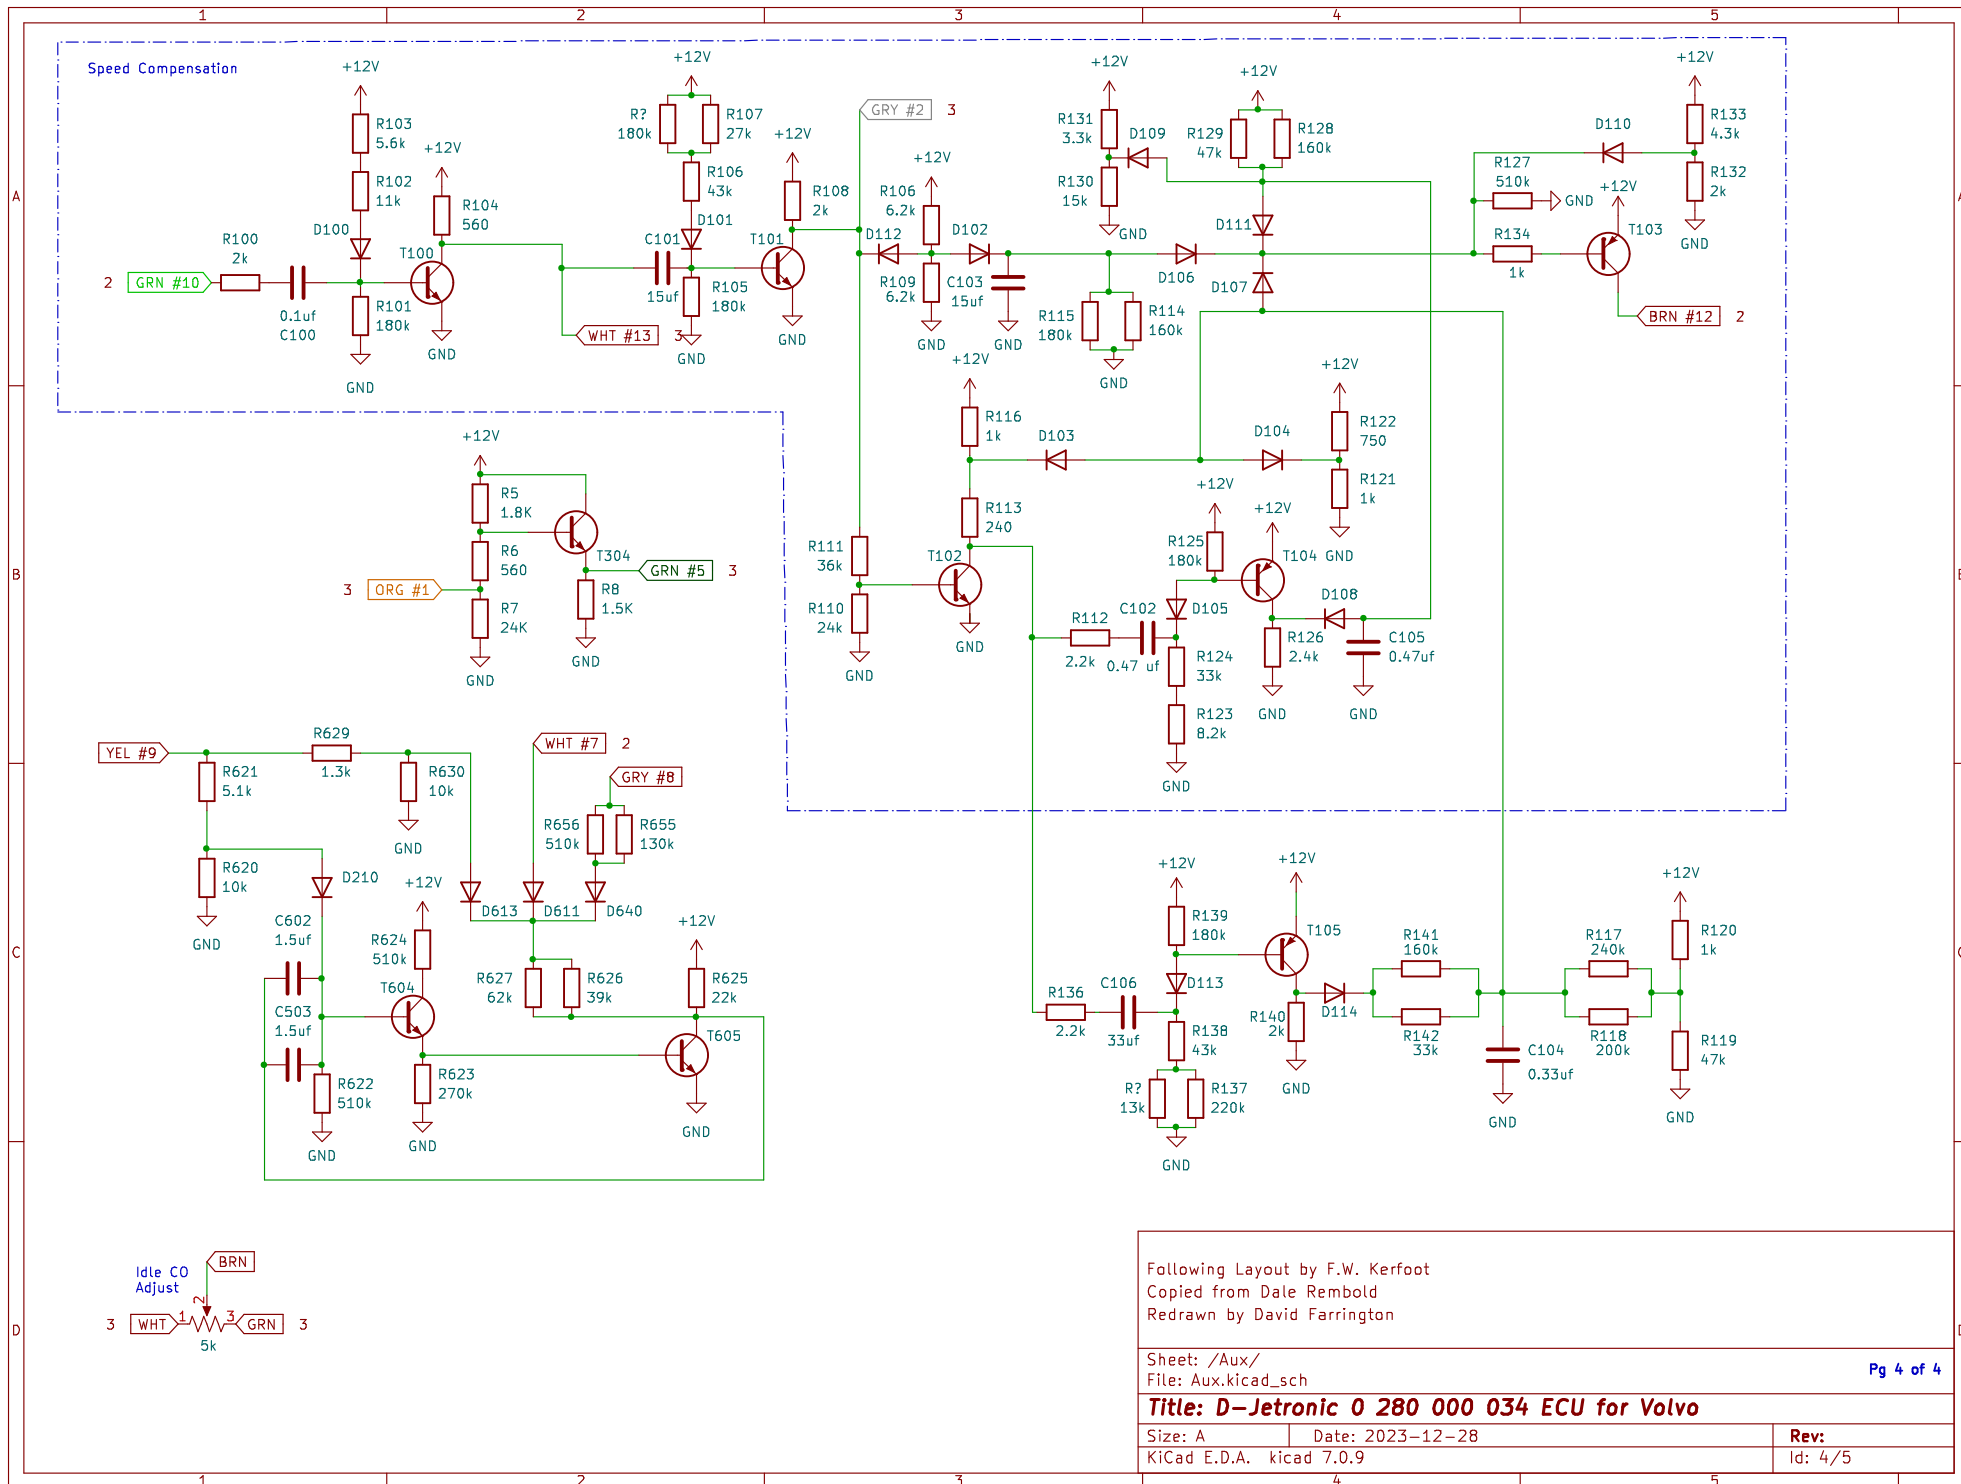 1 2 3 4 5
Speed Compensation
+12V
R103
5.6k
R102
11k
D100
R100
2k
2 GRN #10
0.1uf
C100
R101
180k
GND
+12V
R104
560
T100
GND
WHT #13 3
+12V
R?
180k
R107
27k
R106
43k
D101
C101
15uf
R105
180k
GND
+12V
R108
2k
T101
GND
GRY #2 3
+12V
R106
6.2k
D112
D102
R109
6.2k
GND
C103
15uf
GND
+12V
R131
3.3k
D109
R130
15k
GND
R115
180k
R114
160k
GND
D106
+12V
R129
47k
R128
160k
D111
D107
D110
+12V
R133
4.3k
R132
2k
GND
R127
510k
GND
+12V
T103
R134
1k
BRN #12 2
A
+12V
R116
1k
D103
D104
+12V
R122
750
R121
1k
GND
R113
240
T102
GND
R111
36k
R110
24k
GND
+12V
R125
180k
+12V
T104
D105
D108
R112
2.2k
C102
0.47 uf
R124
33k
R123
8.2k
GND
R126
2.4k
GND
C105
0.47uf
GND
+12V
R5
1.8K
R6
560
T304
3 ORG #1
GRN #5 3
R7
24K
GND
R8
1.5K
GND
B
YEL #9
R629
1.3k
R621
5.1k
R630
10k
GND
R620
10k
GND
D210
WHT #7 2
GRY #8
R656
510k
R655
130k
D613
D611
D640
C602
1.5uf
C503
1.5uf
+12V
R624
510k
T604
R627
62k
R626
39k
+12V
R625
22k
T605
GND
R622
510k
GND
R623
270k
GND
C
+12V
R139
180k
+12V
T105
D113
R136
2.2k
C106
33uf
R138
43k
R?
13k
R137
220k
GND
R140
2k
GND
D114
R141
160k
R142
33k
R117
240k
R118
200k
C104
0.33uf
GND
+12V
R120
1k
R119
47k
GND
Idle CO
Adjust
BRN
3 WHT 1 2 3 GRN 3
5k
D
Following Layout by F.W. Kerfoot
Copied from Dale Rembold
Redrawn by David Farrington
Sheet: /Aux/
File: Aux.kicad_sch
Pg 4 of 4
Title: D-Jetronic 0 280 000 034 ECU for Volvo
Size: A Date: 2023-12-28 Rev:
KiCad E.D.A. kicad 7.0.9 Id: 4/5
1 2 3 4 5